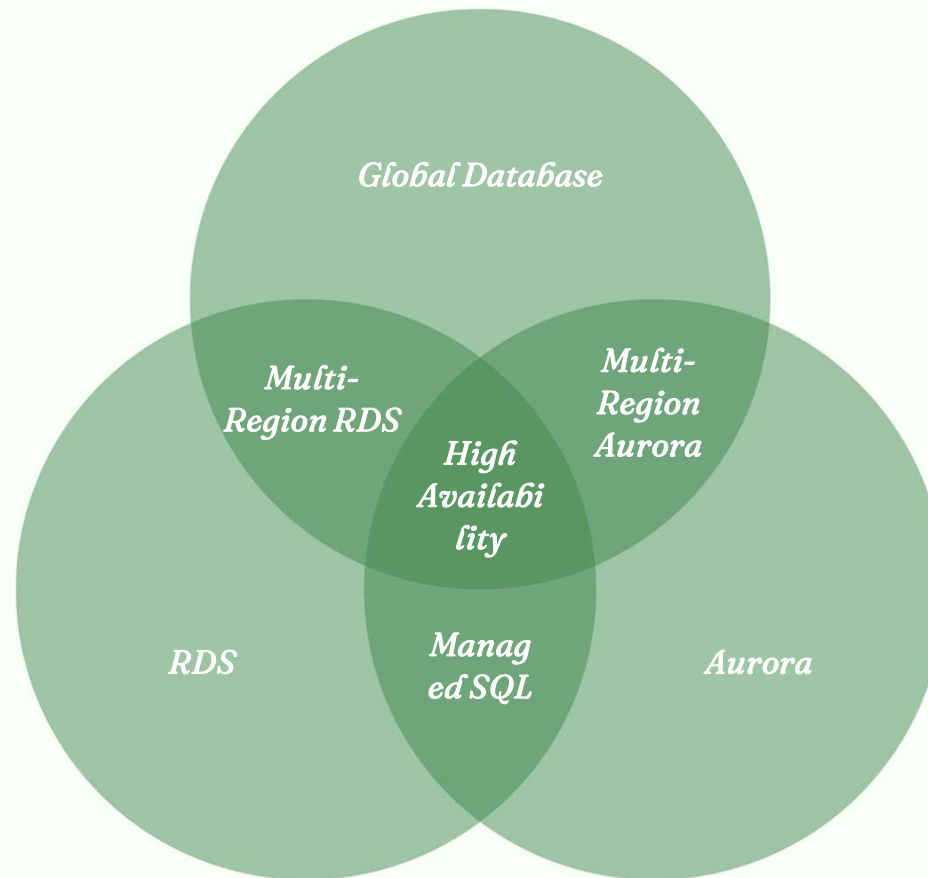 Global Database
Multi-
Region RDS
Multi-
Region
Aurora
High
Availabi
lity
RDS
Manag
ed SQL
Aurora